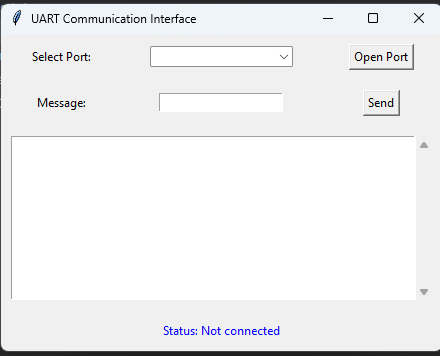 UART Communication Interface
Select Port: Open Port
Message: Send
Status: Not connected